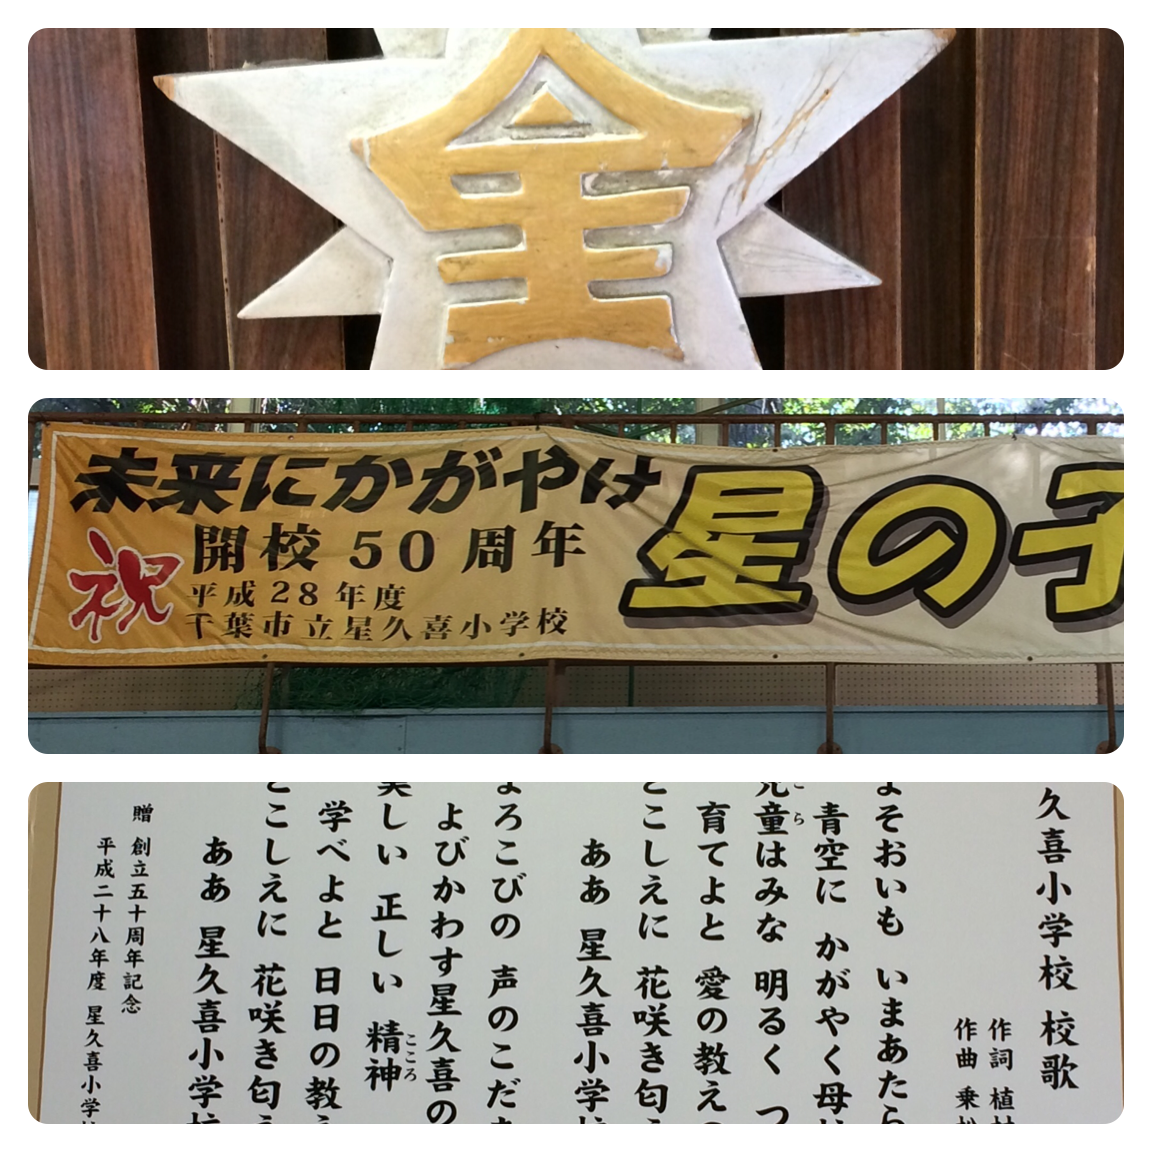 未来にかがやけ
祝
開校50周年
平成28年度
千葉市立星久喜小学校
星の子
久喜小学校 校歌
作詞 植
作曲 乗
そおいも いまあたら
青空に かがやく母
児童はみな 明るく つ
育てよと 愛の教えの
とこしえに 花咲き匂
ああ 星久喜小学校
よろこびの 声のこだ
よびかわす星久喜の
美しい 正しい 精神
こころ
学べよと 日日の教え
とこしえに 花咲き匂
ああ 星久喜小学校
贈 創立五十周年記念
平成二十八年度 星久喜小学